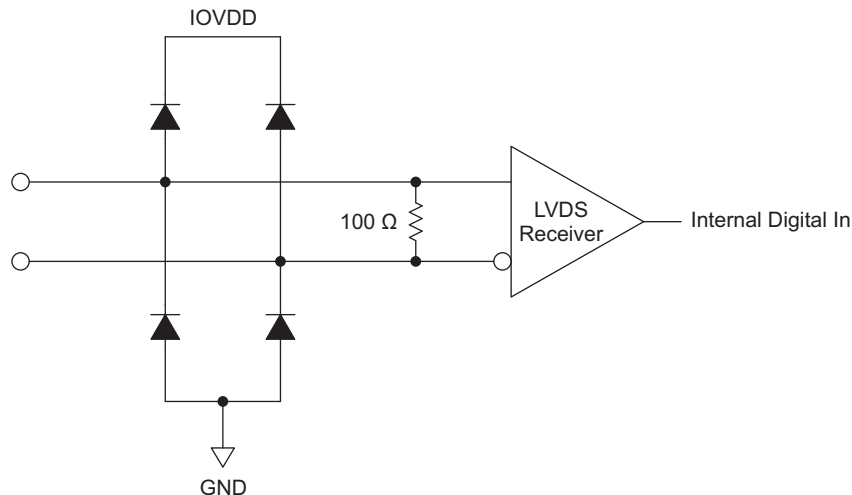 IOVDD
100 Ω
LVDS
Receiver
Internal Digital In
GND